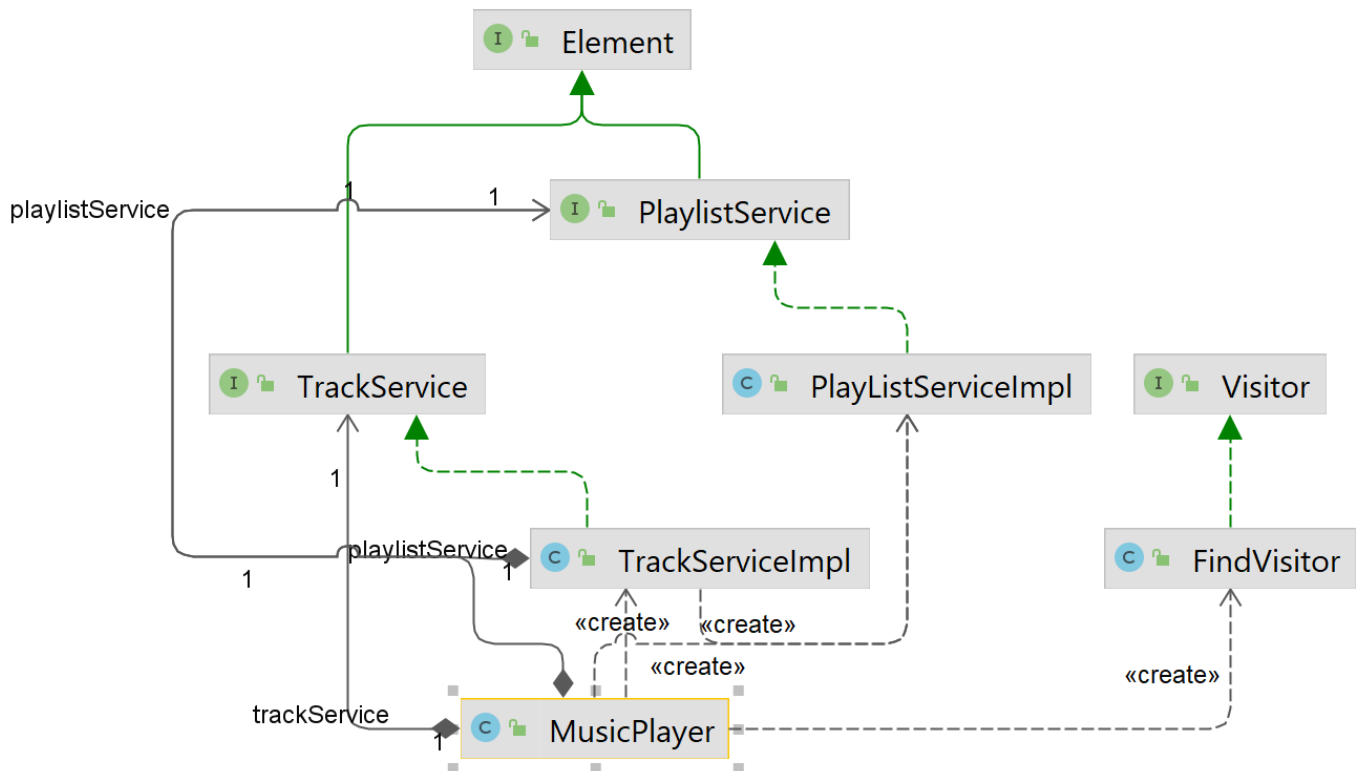 I Element
1
1
playlistService
I PlaylistService
I TrackService
C PlayListServiceImpl
I Visitor
1
playlistService
1
1
C TrackServiceImpl
C FindVisitor
«create»
«create»
«create»
«create»
trackService
1
C MusicPlayer